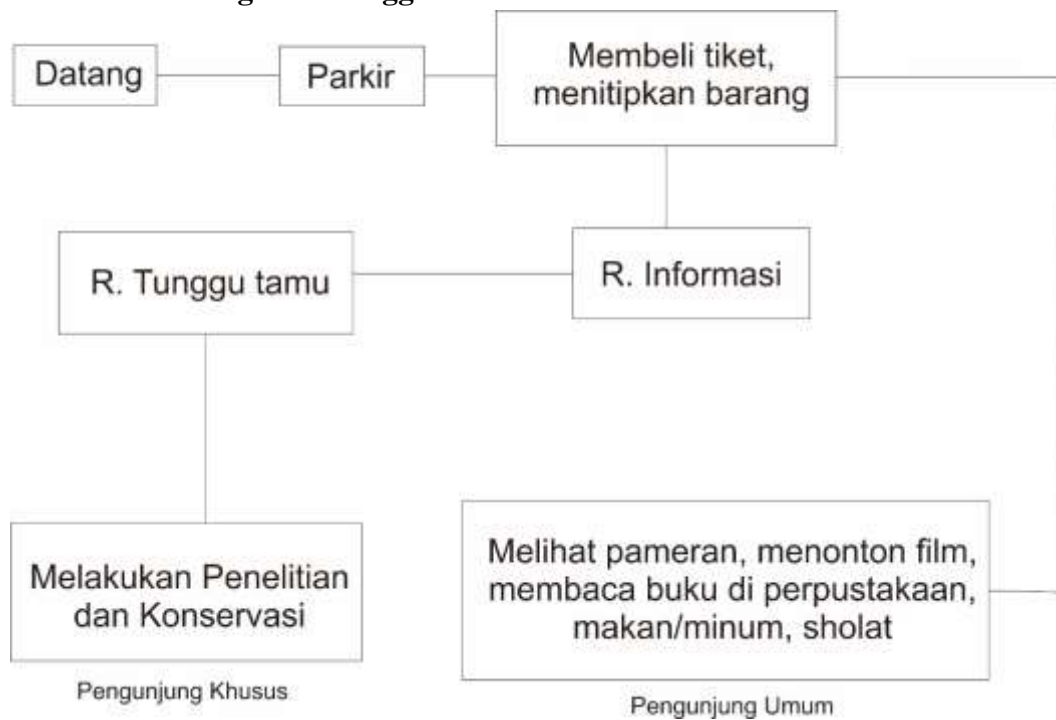 Datang
Parkir
Membeli tiket,
menitipkan barang
R. Tunggu tamu
R. Informasi
Melakukan Penelitian
dan Konservasi
Pengunjung Khusus
Melihat pameran, menonton film,
membaca buku di perpustakaan,
makan/minum, sholat
Pengunjung Umum